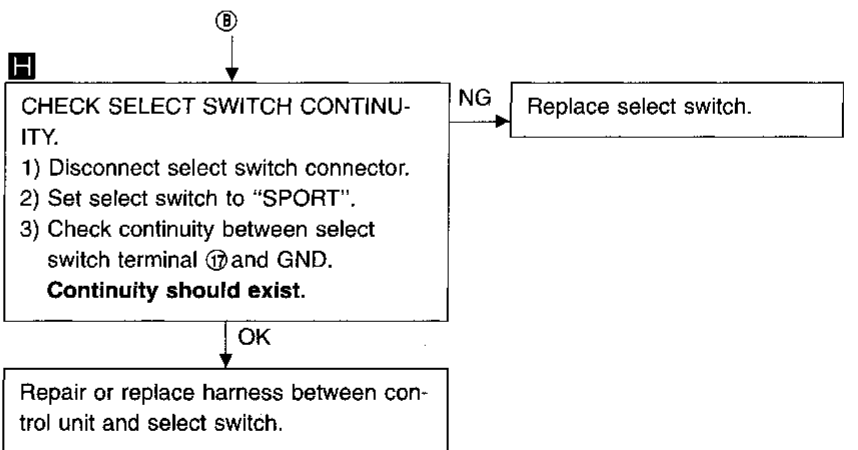 Ⓑ
H
CHECK SELECT SWITCH CONTINU-
ITY.
1) Disconnect select switch connector.
2) Set select switch to “SPORT”.
3) Check continuity between select
switch terminal ⑰ and GND.
Continuity should exist.
NG
Replace select switch.
OK
Repair or replace harness between con-
trol unit and select switch.